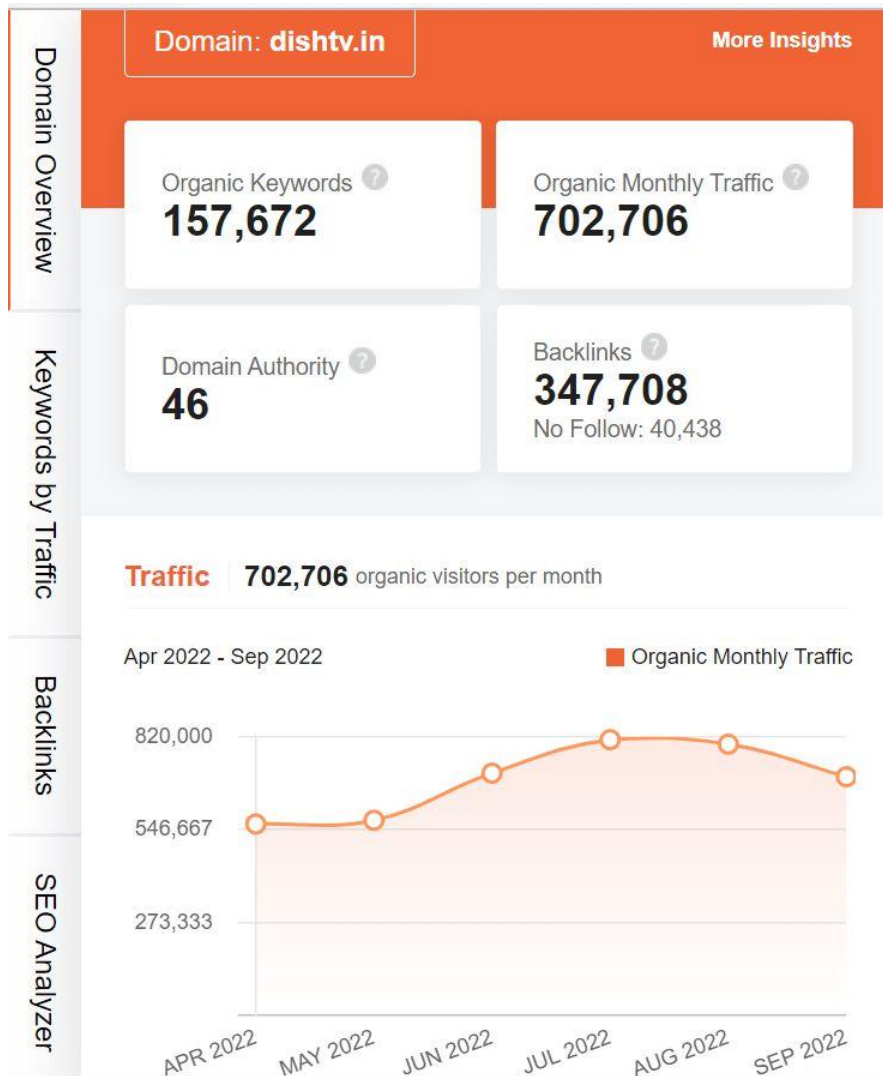 Domain Overview
Keywords by Traffic
Backlinks
SEO Analyzer
Domain: dishtv.in
More Insights
Organic Keywords ?
157,672
Organic Monthly Traffic ?
702,706
Domain Authority ?
46
Backlinks ?
347,708
No Follow: 40,438
Traffic 702,706 organic visitors per month
Apr 2022 - Sep 2022
Organic Monthly Traffic
820,000
546,667
273,333
APR 2022 MAY 2022 JUN 2022 JUL 2022 AUG 2022 SEP 2022